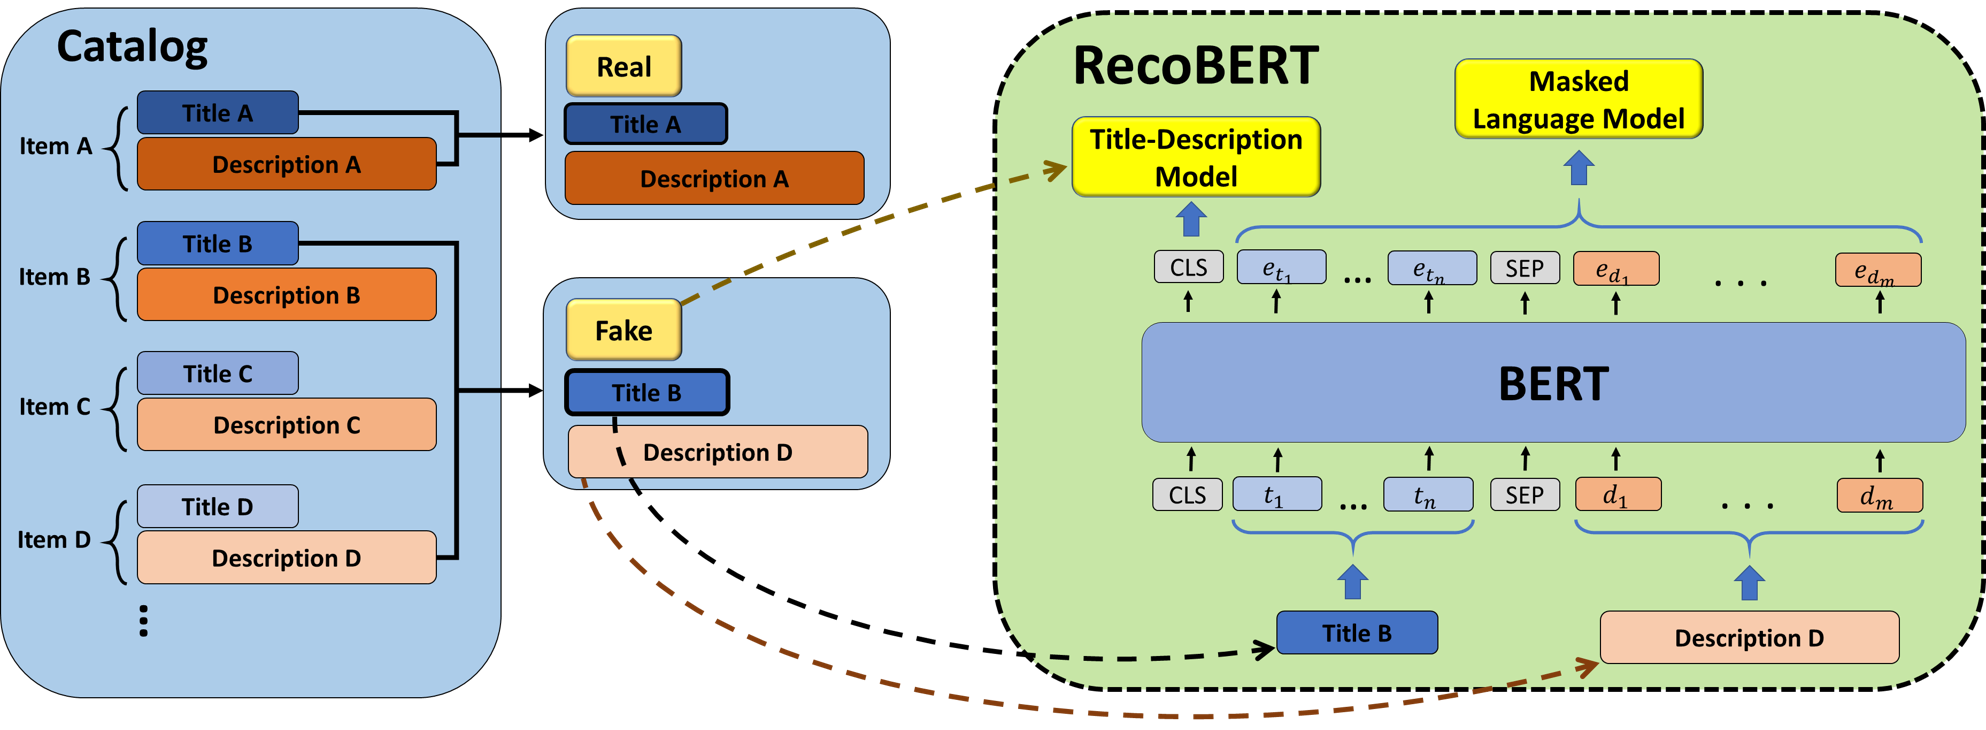 Catalog
Item A
Title A
Description A
Item B
Title B
Description B
Item C
Title C
Description C
Item D
Title D
Description D
⋮
Real
Title A
Description A
Fake
Title B
Description D
RecoBERT
Title-Description
Model
Masked
Language Model
CLS e_{t_1} ... e_{t_n} SEP e_{d_1} . . . e_{d_m}
BERT
CLS t_1 ... t_n SEP d_1 . . . d_m
Title B
Description D